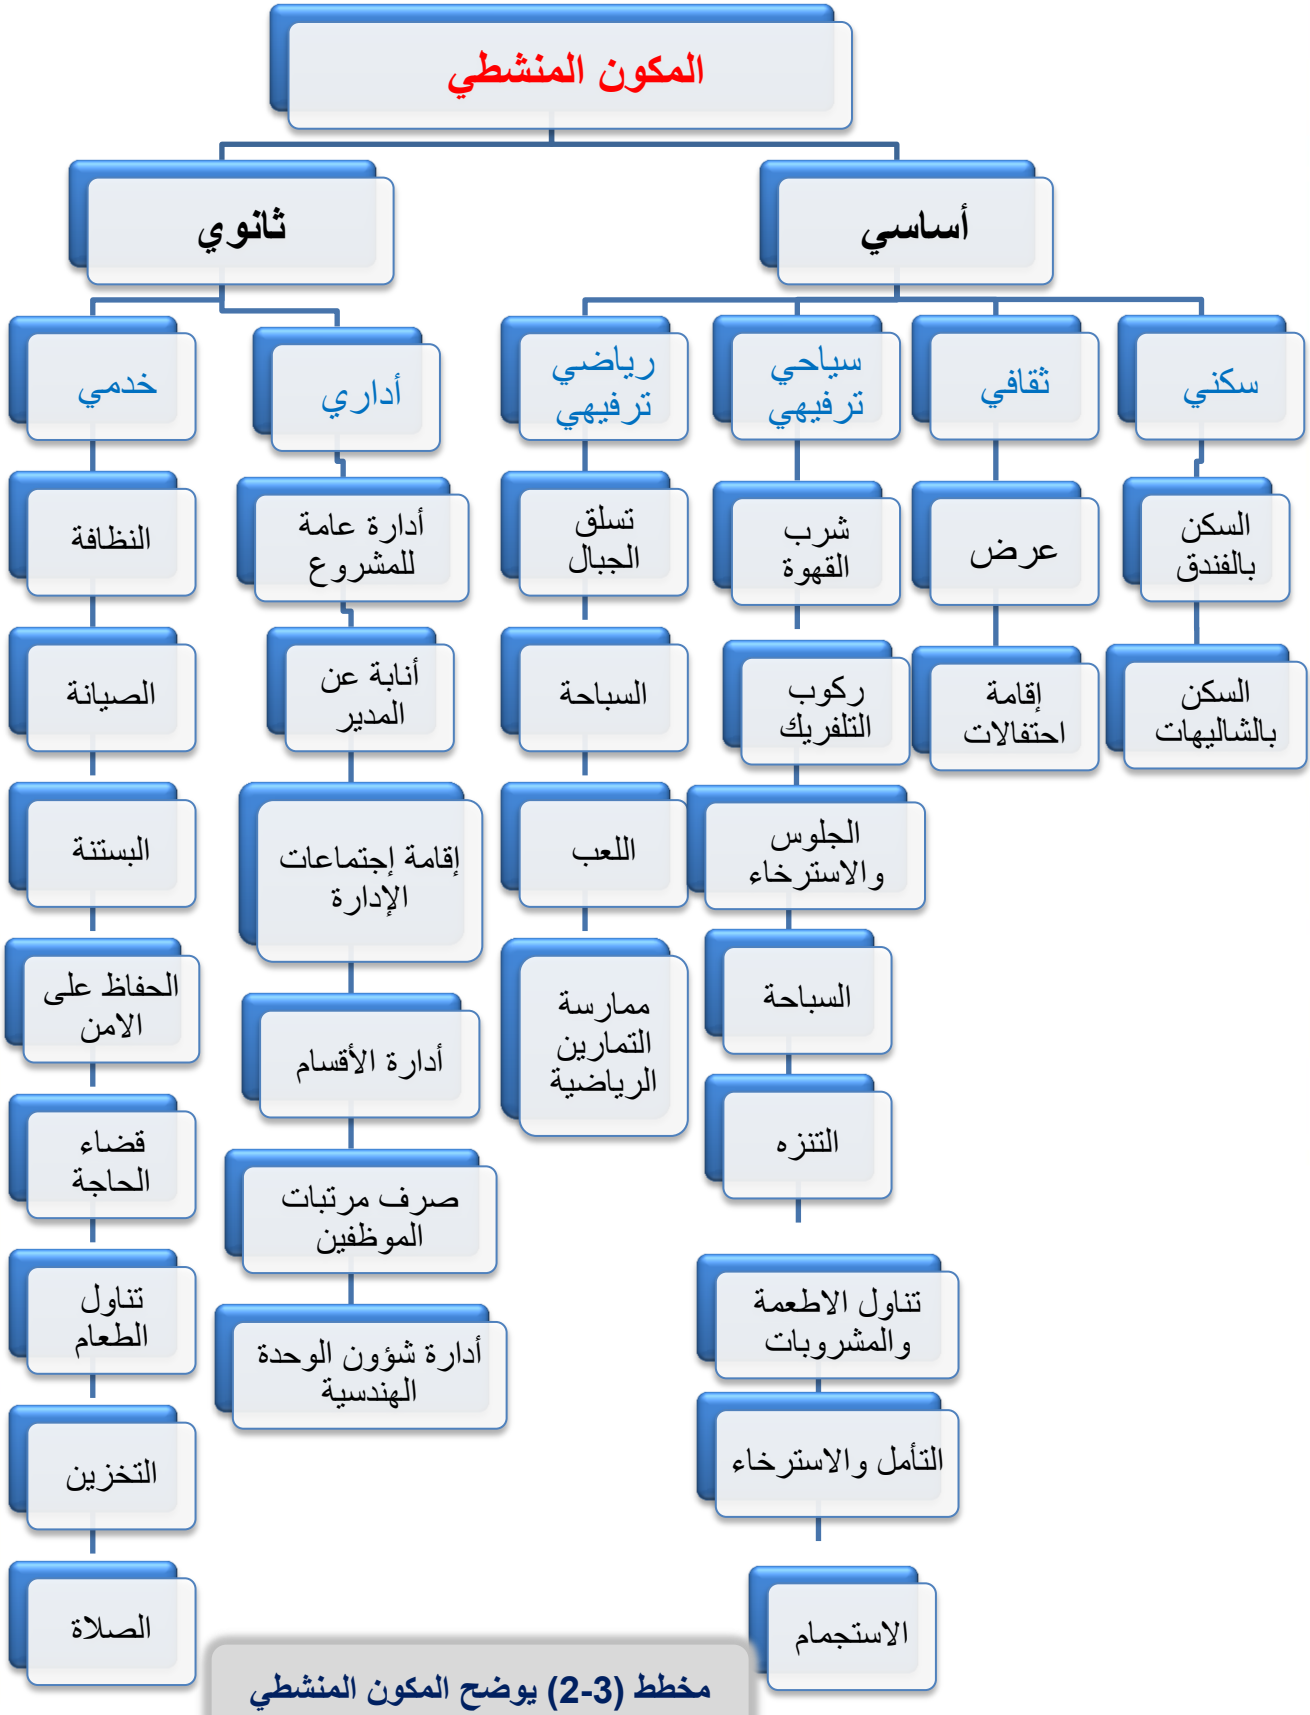 المكون المنشطي
أساسي
ثانوي
سكني
ثقافي
سياحي
ترفيهي
رياضي
ترفيهي
أداري
خدمي
السكن
بالفندق
السكن
بالشاليهات
عرض
إقامة
احتفالات
شرب
القهوة
ركوب
التلفريك
الجلوس
والاسترخاء
السباحة
التنزه
تناول الاطعمة
والمشروبات
التأمل والاسترخاء
الاستجمام
تسلق
الجبال
السباحة
اللعب
ممارسة
التمارين
الرياضية
أدارة عامة
للمشروع
أنابة عن
المدير
إقامة إجتماعات
الإدارة
أدارة الأقسام
صرف مرتبات
الموظفين
أدارة شؤون الوحدة
الهندسية
النظافة
الصيانة
البستنة
الحفاظ على
الامن
قضاء
الحاجة
تناول
الطعام
التخزين
الصلاة
مخطط (3-2) يوضح المكون المنشطي